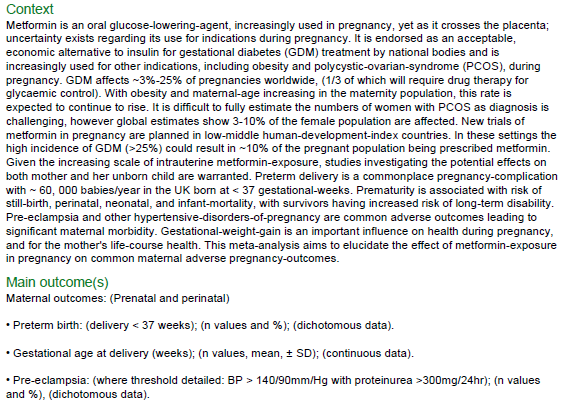 Context
Metformin is an oral glucose-lowering-agent, increasingly used in pregnancy, yet as it crosses the placenta;
uncertainty exists regarding its use for indications during pregnancy. It is endorsed as an acceptable,
economic alternative to insulin for gestational diabetes (GDM) treatment by national bodies and is
increasingly used for other indications, including obesity and polycystic-ovarian-syndrome (PCOS), during
pregnancy. GDM affects ~3%-25% of pregnancies worldwide, (1/3 of which will require drug therapy for
glycaemic control). With obesity and maternal-age increasing in the maternity population, this rate is
expected to continue to rise. It is difficult to fully estimate the numbers of women with PCOS as diagnosis is
challenging, however global estimates show 3-10% of the female population are affected. New trials of
metformin in pregnancy are planned in low-middle human-development-index countries. In these settings the
high incidence of GDM (>25%) could result in ~10% of the pregnant population being prescribed metformin.
Given the increasing scale of intrauterine metformin-exposure, studies investigating the potential effects on
both mother and her unborn child are warranted. Preterm delivery is a commonplace pregnancy-complication
with ~ 60, 000 babies/year in the UK born at < 37 gestational-weeks. Prematurity is associated with risk of
still-birth, perinatal, neonatal, and infant-mortality, with survivors having increased risk of long-term disability.
Pre-eclampsia and other hypertensive-disorders-of-pregnancy are common adverse outcomes leading to
significant maternal morbidity. Gestational-weight-gain is an important influence on health during pregnancy,
and for the mother's life-course health. This meta-analysis aims to elucidate the effect of metformin-exposure
in pregnancy on common maternal adverse pregnancy-outcomes.
Main outcome(s)
Maternal outcomes: (Prenatal and perinatal)
• Preterm birth: (delivery < 37 weeks); (n values and %); (dichotomous data).
• Gestational age at delivery (weeks); (n values, mean, ± SD); (continuous data).
• Pre-eclampsia: (where threshold detailed: BP > 140/90mm/Hg with proteinurea >300mg/24hr); (n values
and %), (dichotomous data).